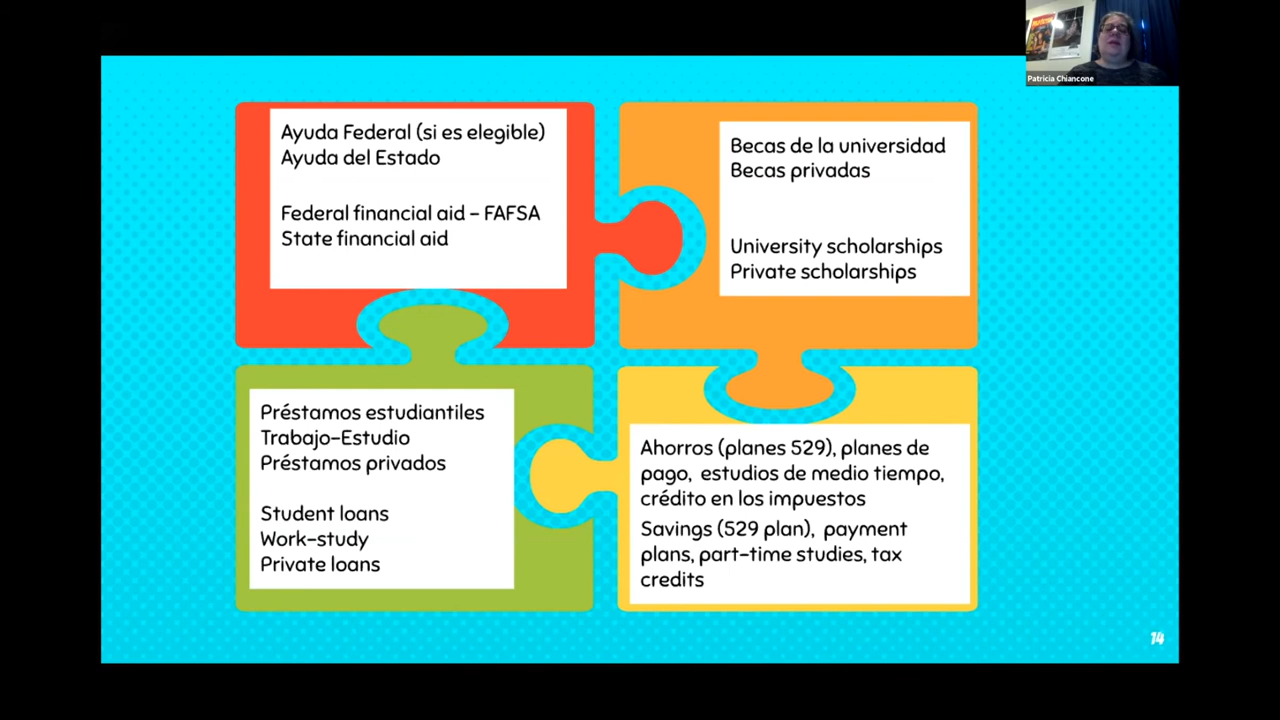 Patricia Chiancone
Ayuda Federal (si es elegible)
Ayuda del Estado
Federal financial aid – FAFSA
State financial aid
Becas de la universidad
Becas privadas
University scholarships
Private scholarships
Préstamos estudiantiles
Trabajo-Estudio
Préstamos privados
Student loans
Work-study
Private loans
Ahorros (planes 529), planes de
pago, estudios de medio tiempo,
crédito en los impuestos
Savings (529 plan), payment
plans, part-time studies, tax
credits
14